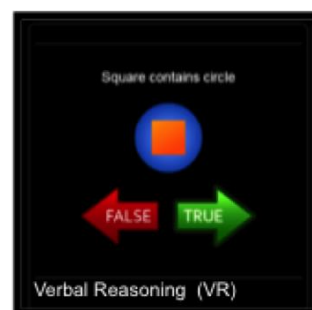 Square contains circle
FALSE TRUE
Verbal Reasoning (VR)